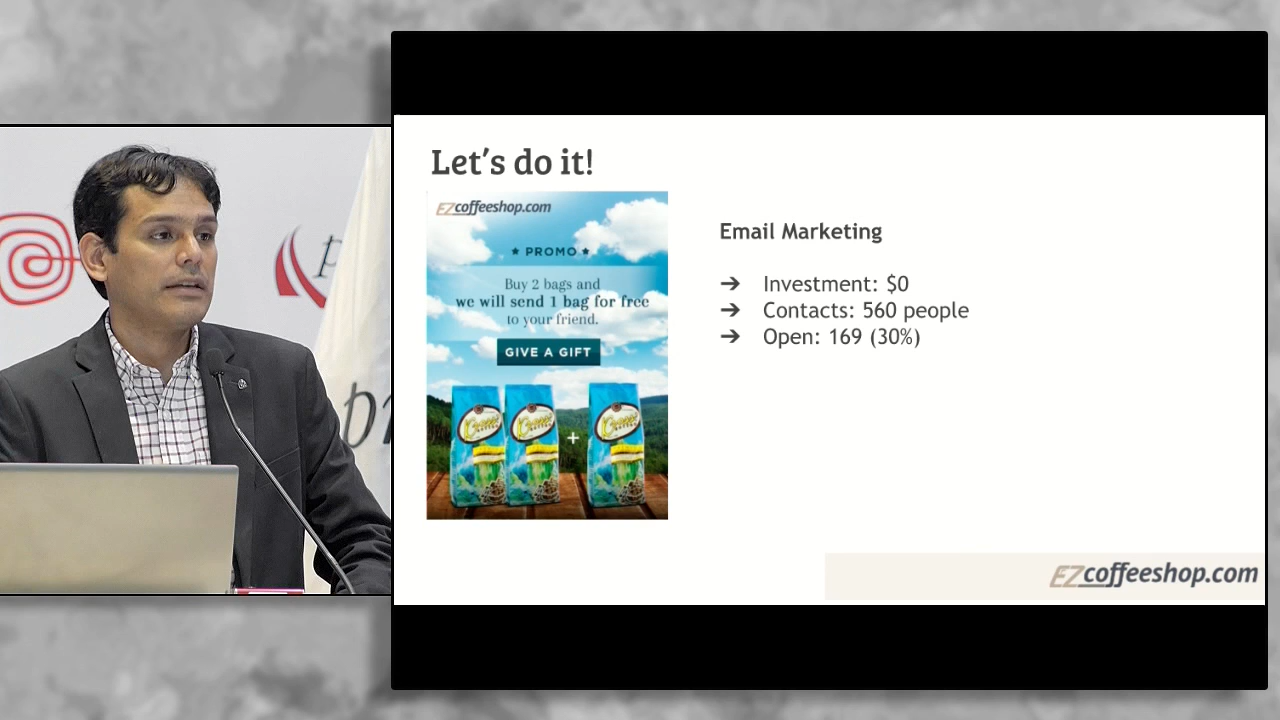 Let's do it!
EZcoffeeshop.com
★ PROMO ★
Buy 2 bags and
we will send 1 bag for free
to your friend.
GIVE A GIFT
+
Email Marketing
➔ Investment: $0
➔ Contacts: 560 people
➔ Open: 169 (30%)
EZcoffeeshop.com